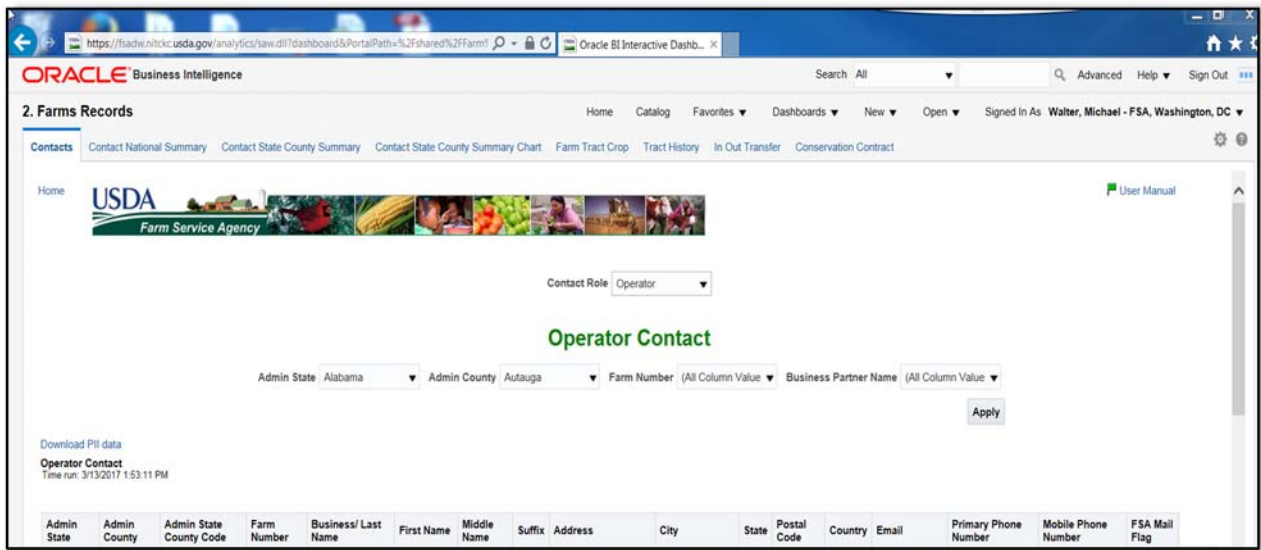 https://fsadw.nitckc.usda.gov/analytics/saw.dll?dashboard&PortalPath=%2Fshared%2FFarm! Oracle BI Interactive Dashb...
ORACLE Business Intelligence Search All Advanced Help Sign Out
2. Farms Records Home Catalog Favorites Dashboards New Open Signed In As Walter, Michael - FSA, Washington, DC
Contacts Contact National Summary Contact State County Summary Contact State County Summary Chart Farm Tract Crop Tract History In Out Transfer Conservation Contract
Home USDA User Manual
Farm Service Agency
Contact Role Operator
Operator Contact
Admin State Alabama Admin County Autauga Farm Number (All Column Value Business Partner Name (All Column Value
Apply
Download PII data
Operator Contact
Time run: 3/13/2017 1:53:11 PM
Admin State Admin County Admin State County Code Farm Number Business/ Last Name First Name Middle Name Suffix Address City State Postal Code Country Email Primary Phone Number Mobile Phone Number FSA Mail Flag